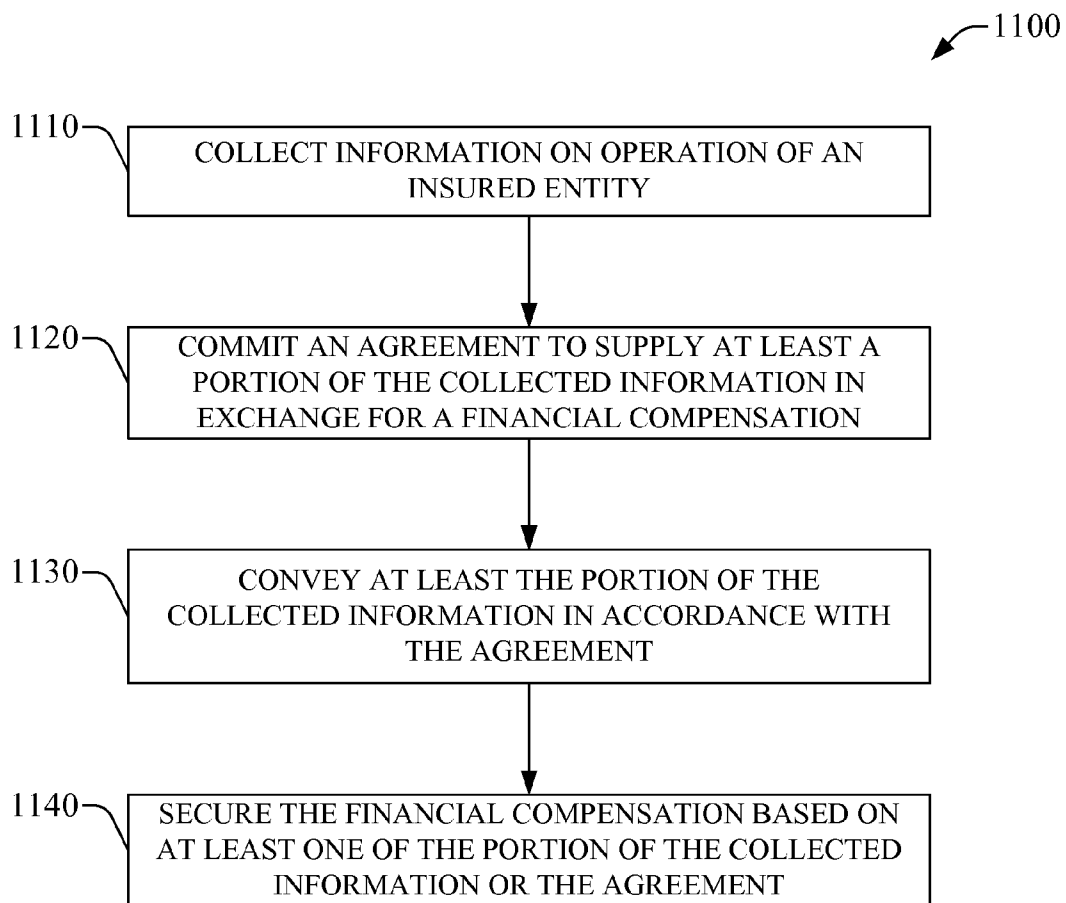 1100
1110
COLLECT INFORMATION ON OPERATION OF AN
INSURED ENTITY
1120
COMMIT AN AGREEMENT TO SUPPLY AT LEAST A
PORTION OF THE COLLECTED INFORMATION IN
EXCHANGE FOR A FINANCIAL COMPENSATION
1130
CONVEY AT LEAST THE PORTION OF THE
COLLECTED INFORMATION IN ACCORDANCE WITH
THE AGREEMENT
1140
SECURE THE FINANCIAL COMPENSATION BASED ON
AT LEAST ONE OF THE PORTION OF THE COLLECTED
INFORMATION OR THE AGREEMENT